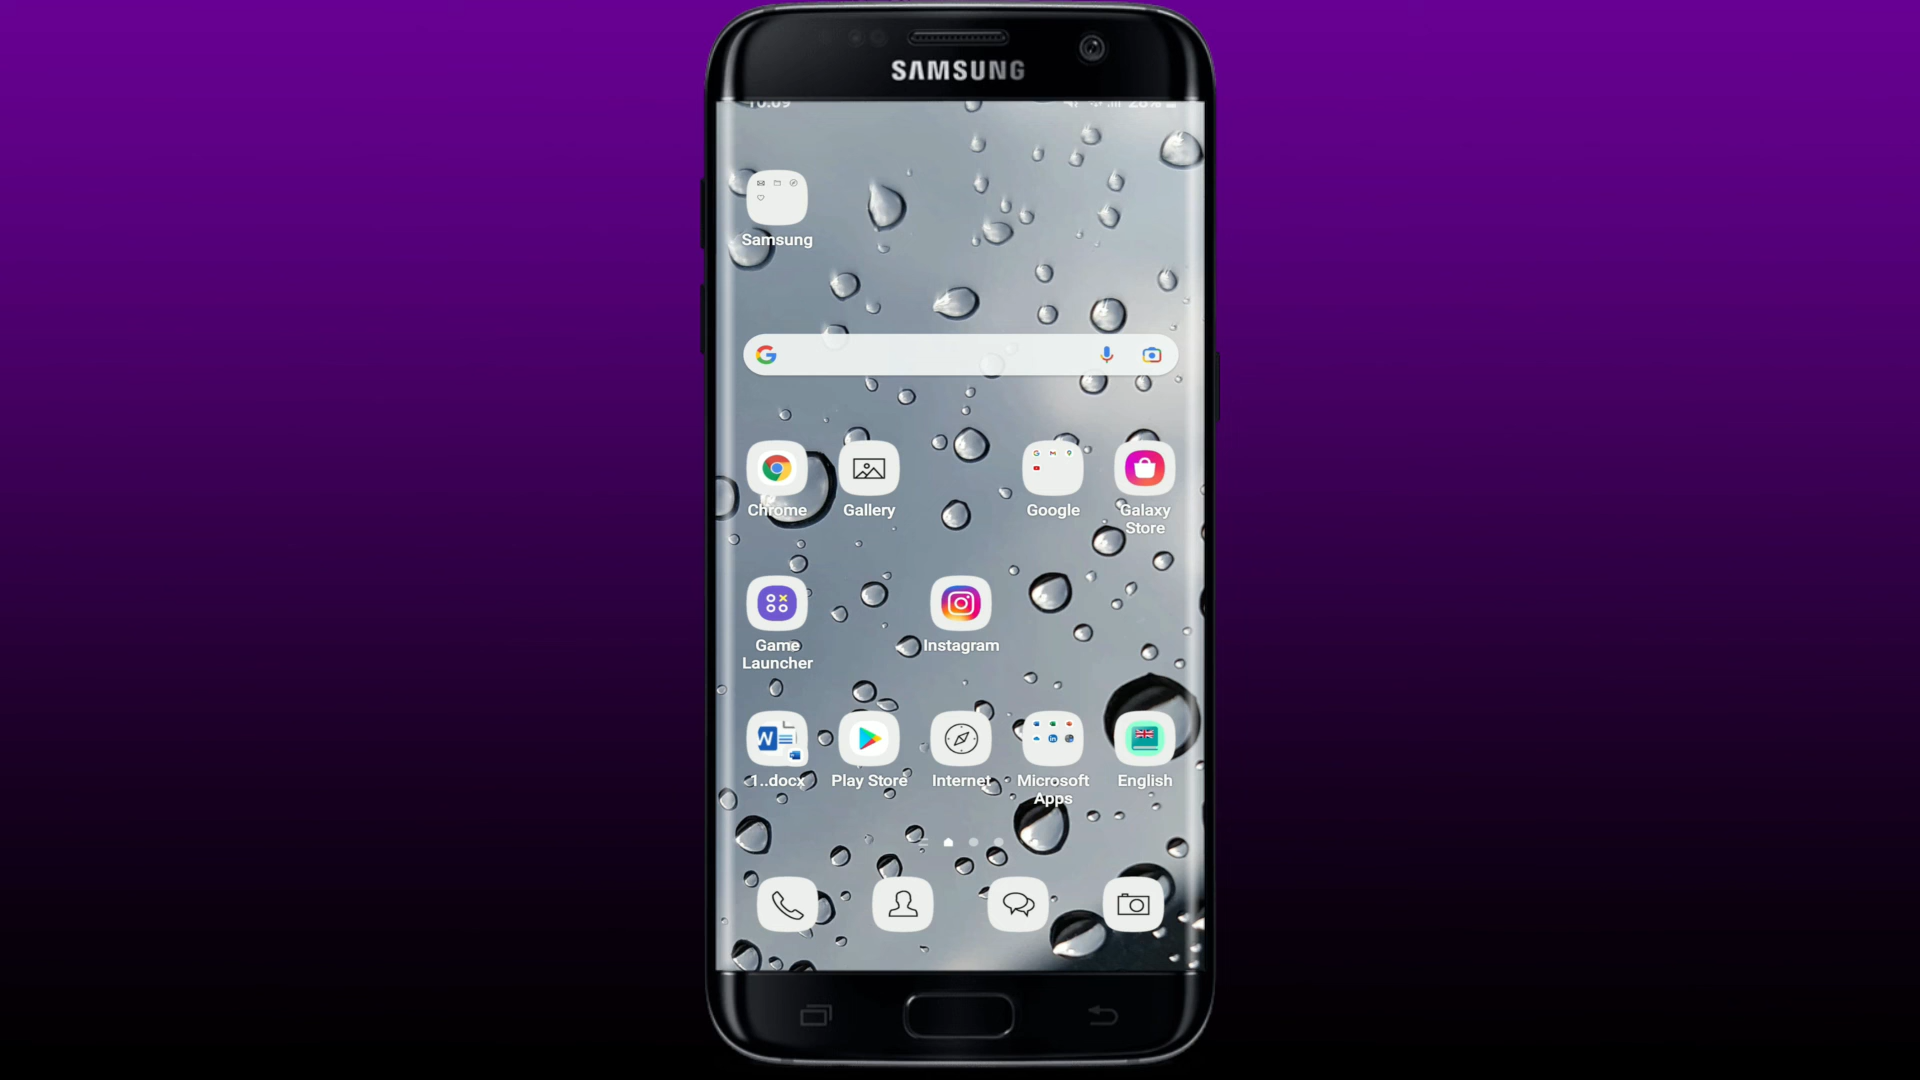 SAMSUNG
Samsung
Chrome
Gallery
Google
Galaxy
Store
Game
Launcher
Instagram
1..docx
Play Store
Internet
Microsoft
Apps
English